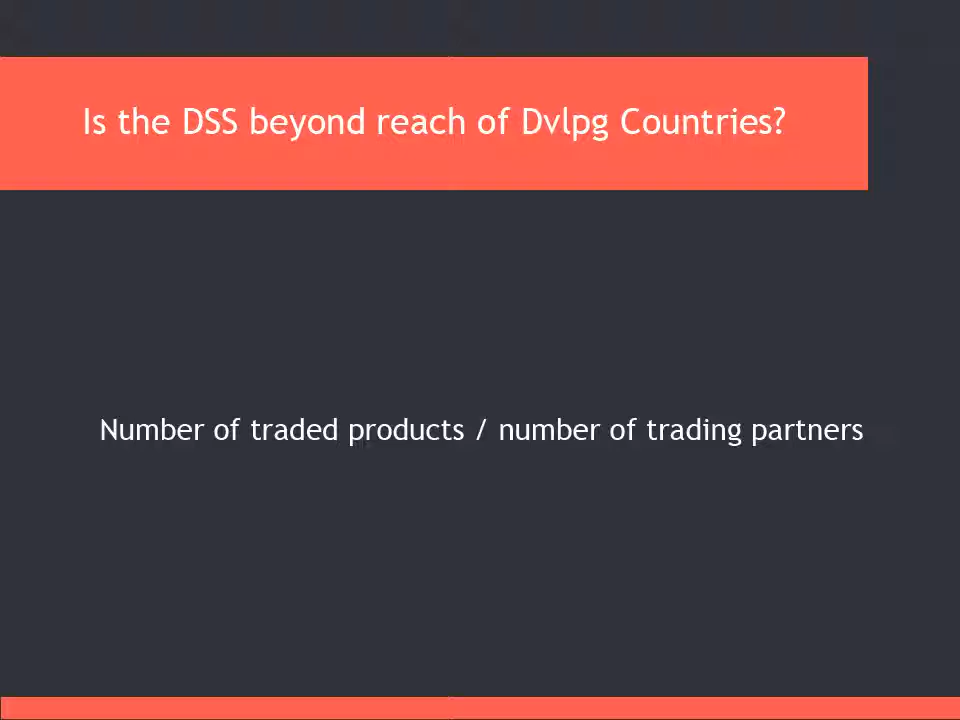 Is the DSS beyond reach of Dvlpg Countries?
Number of traded products / number of trading partners